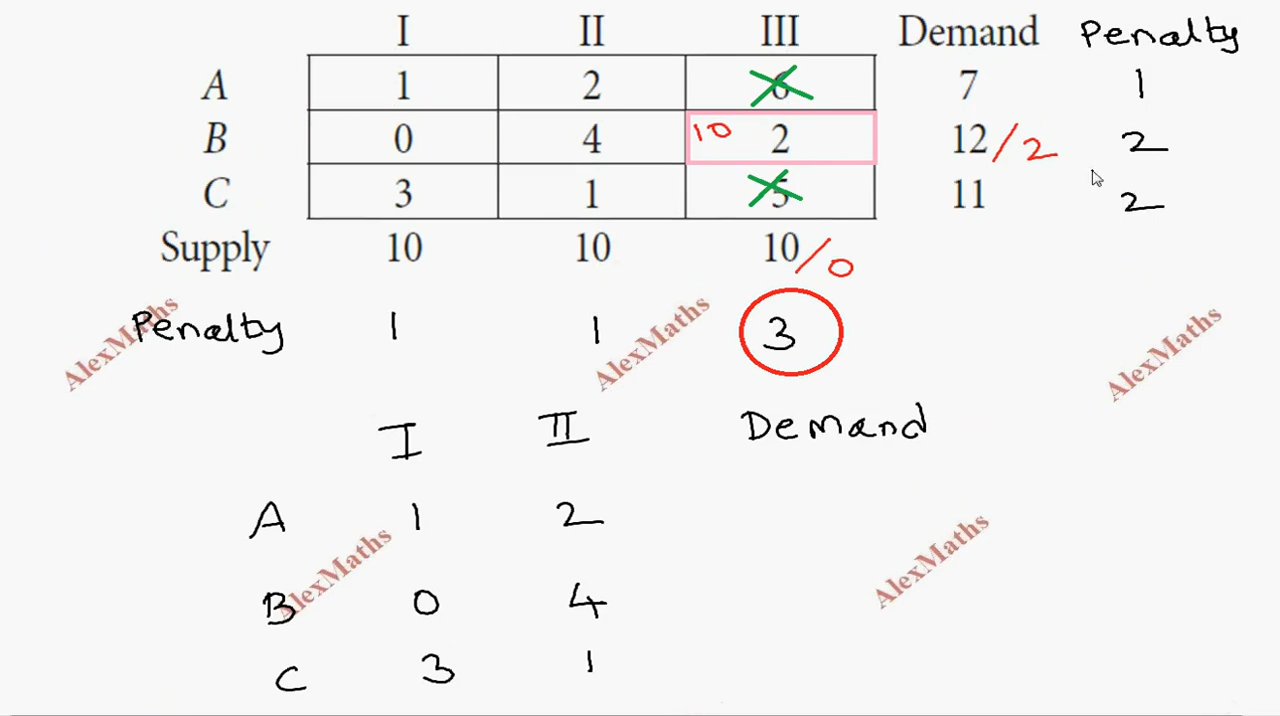 I II III Demand Penalty
A 1 2 6 7 1
B 0 4 10 2 12/2 2
C 3 1 5 11 2
Supply 10 10 10/0
Penalty 1 1 3
AlexMaths AlexMaths AlexMaths
I II Demand
A 1 2
AlexMaths AlexMaths
B 0 4
C 3 1